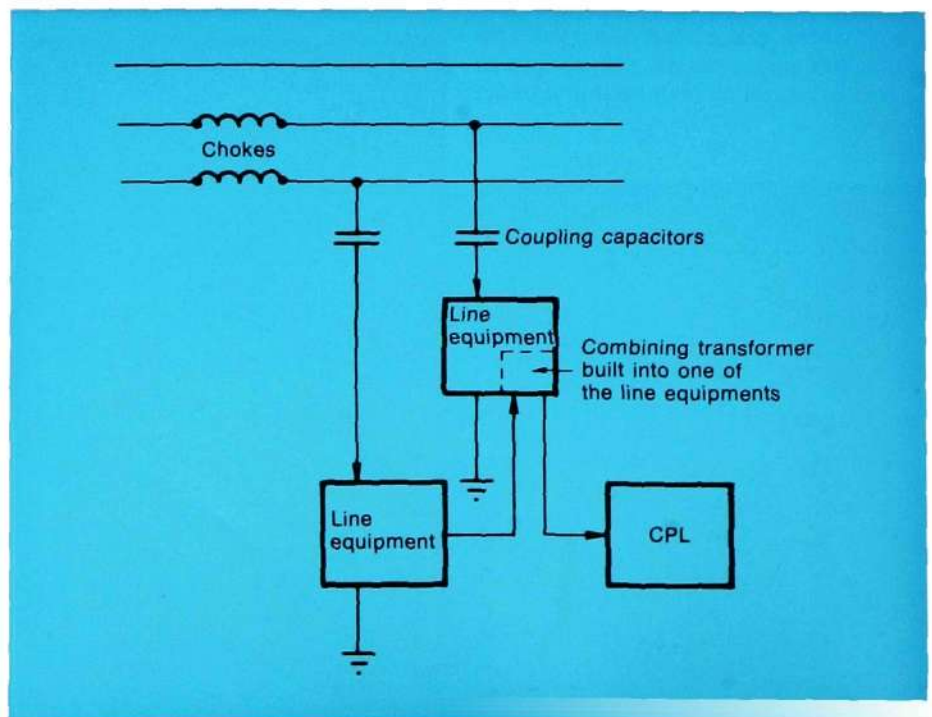 Chokes
Coupling capacitors
Line
equipment
Combining transformer
built into one of
the line equipments
Line
equipment
CPL